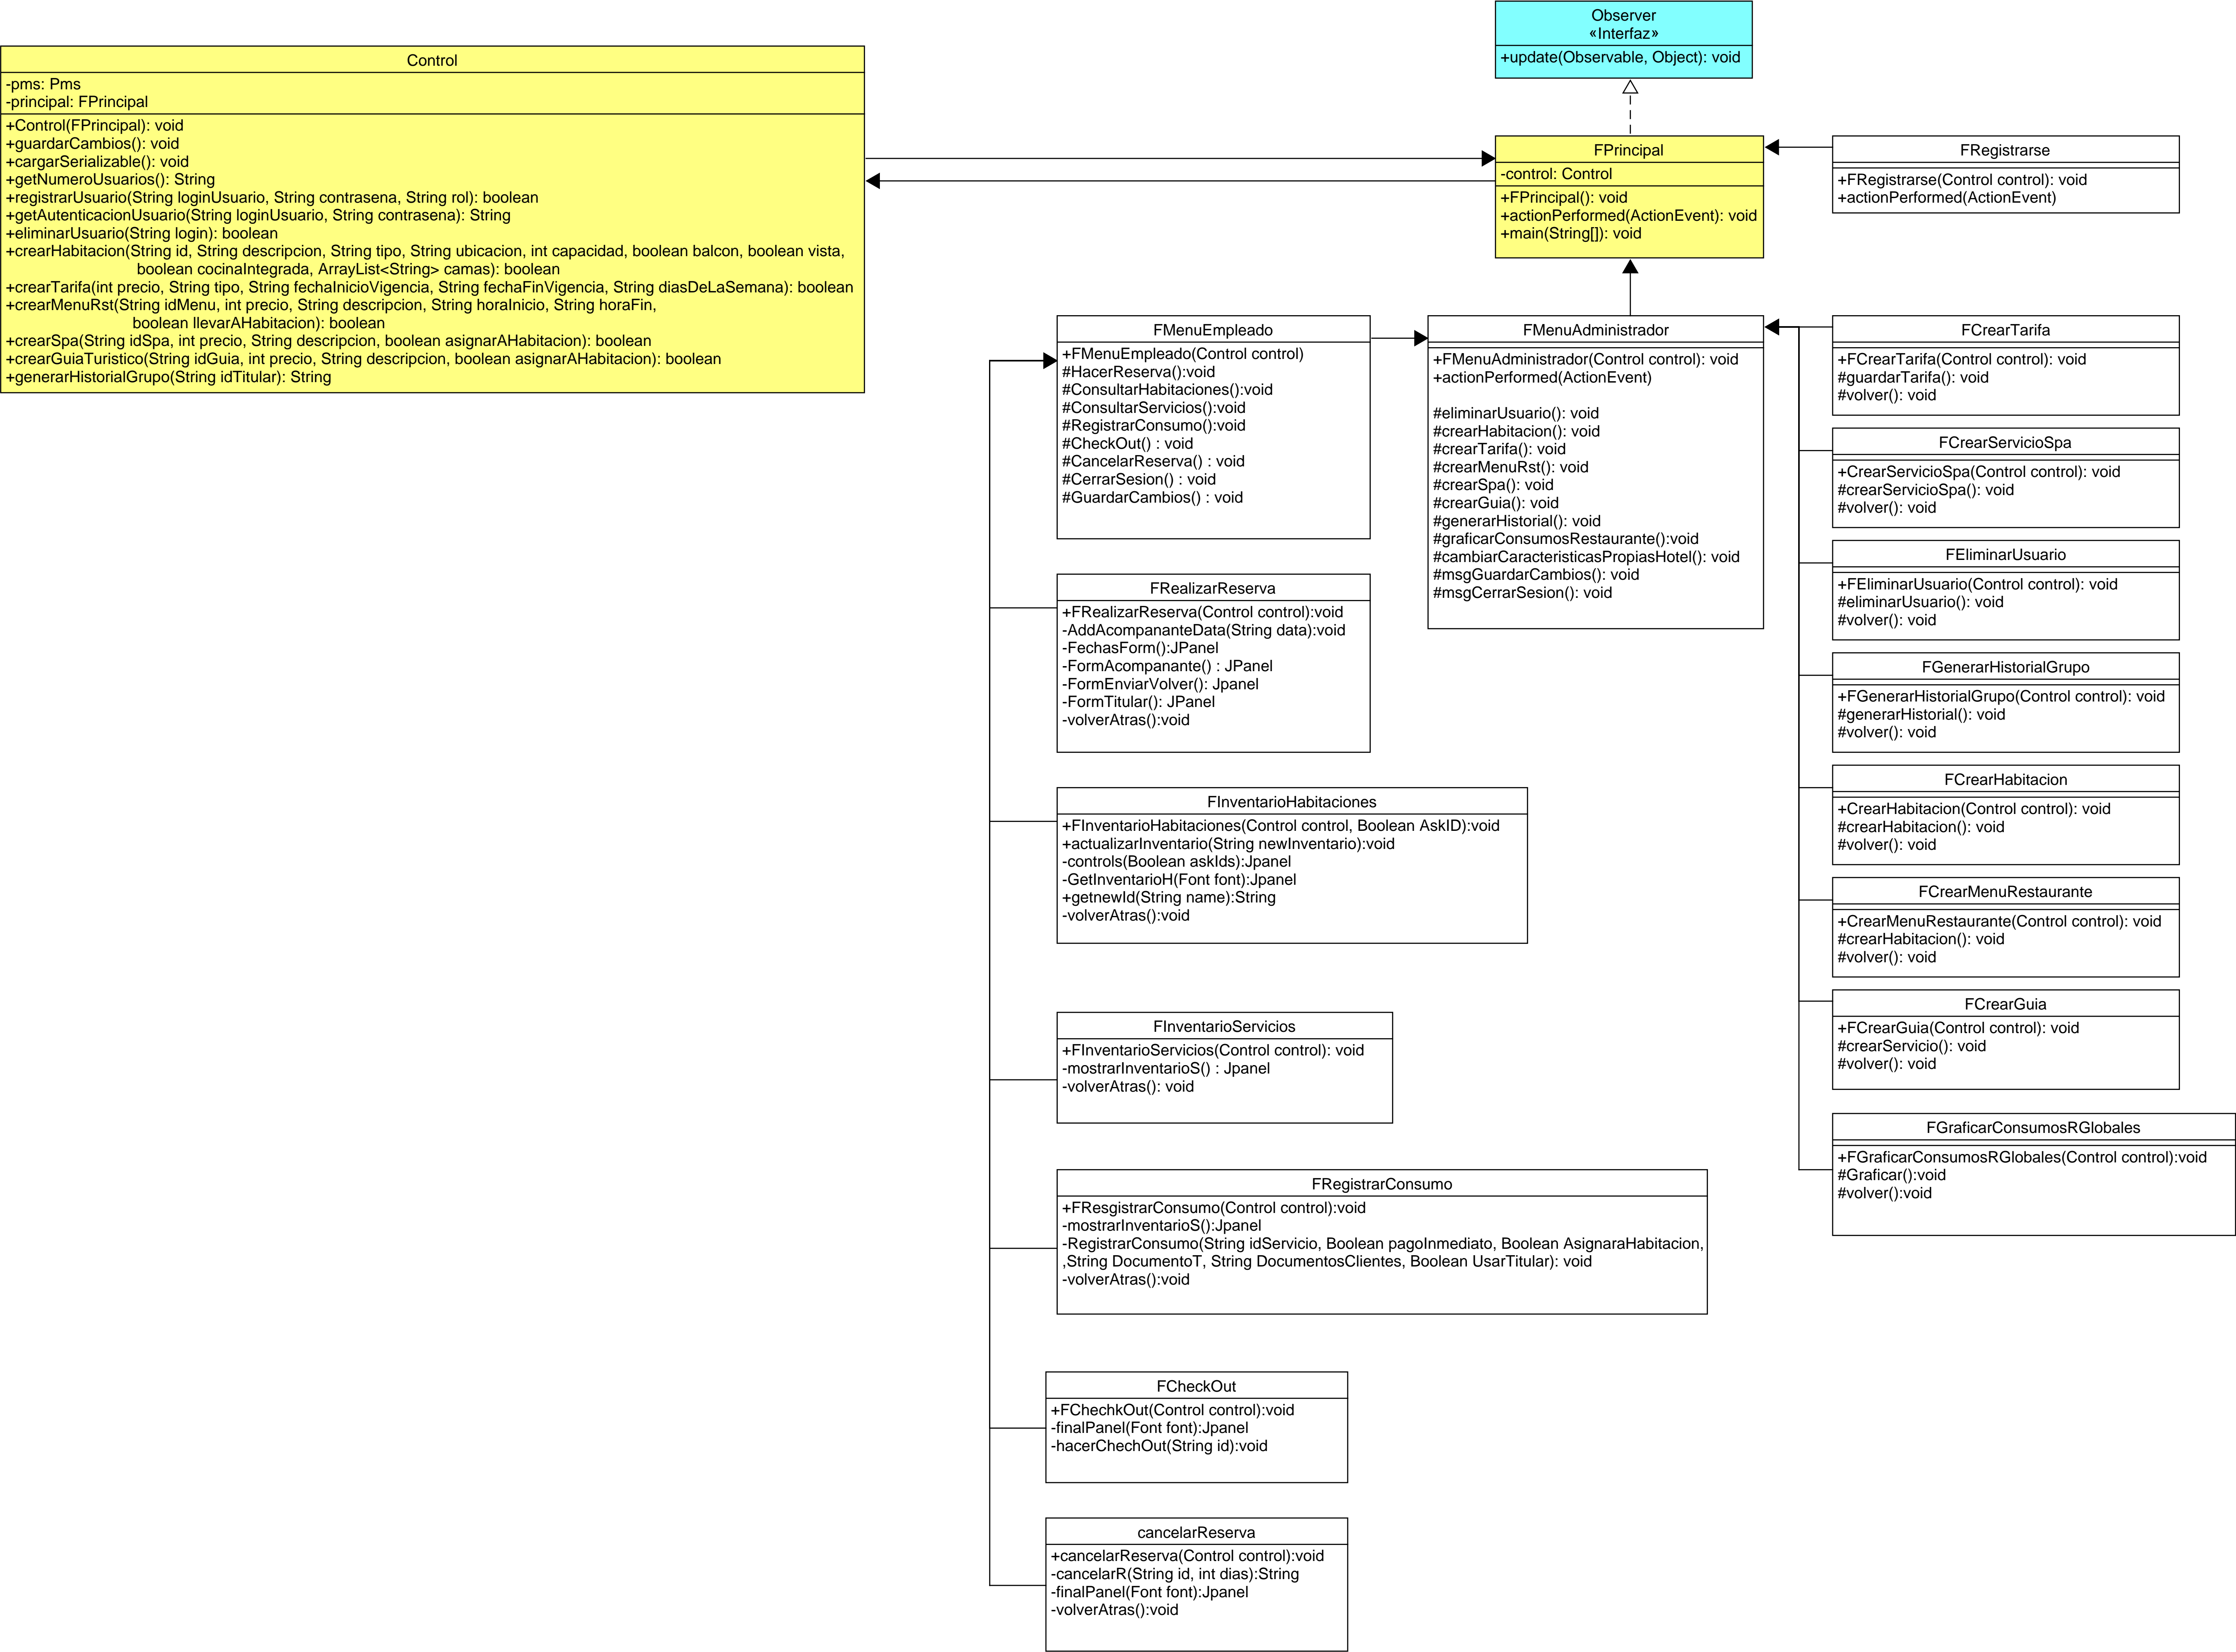 Observer
«Interfaz»
+update(Observable, Object): void
Control
-pms: Pms
-principal: FPrincipal
+Control(FPrincipal): void
+guardarCambios(): void
+cargarSerializable(): void
+getNumeroUsuarios(): String
+registrarUsuario(String loginUsuario, String contrasena, String rol): boolean
+getAutenticacionUsuario(String loginUsuario, String contrasena): String
+eliminarUsuario(String login): boolean
+crearHabitacion(String id, String descripcion, String tipo, String ubicacion, int capacidad, boolean balcon, boolean vista,
boolean cocinaIntegrada, ArrayList<String> camas): boolean
+crearTarifa(int precio, String tipo, String fechaInicioVigencia, String fechaFinVigencia, String diasDeLaSemana): boolean
+crearMenuRst(String idMenu, int precio, String descripcion, String horaInicio, String horaFin,
boolean llevarAHabitacion): boolean
+crearSpa(String idSpa, int precio, String descripcion, boolean asignarAHabitacion): boolean
+crearGuiaTuristico(String idGuia, int precio, String descripcion, boolean asignarAHabitacion): boolean
+generarHistorialGrupo(String idTitular): String
FPrincipal
-control: Control
+FPrincipal(): void
+actionPerformed(ActionEvent): void
+main(String[]): void
FRegistrarse
+FRegistrarse(Control control): void
+actionPerformed(ActionEvent)
FMenuEmpleado
+FMenuEmpleado(Control control)
#HacerReserva():void
#ConsultarHabitaciones():void
#ConsultarServicios():void
#RegistrarConsumo():void
#CheckOut() : void
#CancelarReserva() : void
#CerrarSesion() : void
#GuardarCambios() : void
FMenuAdministrador
+FMenuAdministrador(Control control): void
+actionPerformed(ActionEvent)
#eliminarUsuario(): void
#crearHabitacion(): void
#crearTarifa(): void
#crearMenuRst(): void
#crearSpa(): void
#crearGuia(): void
#generarHistorial(): void
#graficarConsumosRestaurante():void
#cambiarCaracteristicasPropiasHotel(): void
#msgGuardarCambios(): void
#msgCerrarSesion(): void
FCrearTarifa
+FCrearTarifa(Control control): void
#guardarTarifa(): void
#volver(): void
FCrearServicioSpa
+CrearServicioSpa(Control control): void
#crearServicioSpa(): void
#volver(): void
FEliminarUsuario
+FEliminarUsuario(Control control): void
#eliminarUsuario(): void
#volver(): void
FGenerarHistorialGrupo
+FGenerarHistorialGrupo(Control control): void
#generarHistorial(): void
#volver(): void
FCrearHabitacion
+CrearHabitacion(Control control): void
#crearHabitacion(): void
#volver(): void
FCrearMenuRestaurante
+CrearMenuRestaurante(Control control): void
#crearHabitacion(): void
#volver(): void
FCrearGuia
+FCrearGuia(Control control): void
#crearServicio(): void
#volver(): void
FGraficarConsumosRGlobales
+FGraficarConsumosRGlobales(Control control):void
#Graficar():void
#volver():void
FRealizarReserva
+FRealizarReserva(Control control):void
-AddAcompananteData(String data):void
-FechasForm():JPanel
-FormAcompanante() : JPanel
-FormEnviarVolver(): Jpanel
-FormTitular(): JPanel
-volverAtras():void
FInventarioHabitaciones
+FInventarioHabitaciones(Control control, Boolean AskID):void
+actualizarInventario(String newInventario):void
-controls(Boolean askIds):Jpanel
-GetInventarioH(Font font):Jpanel
+getnewId(String name):String
-volverAtras():void
FInventarioServicios
+FInventarioServicios(Control control): void
-mostrarInventarioS() : Jpanel
-volverAtras(): void
FRegistrarConsumo
+FResgistrarConsumo(Control control):void
-mostrarInventarioS():Jpanel
-RegistrarConsumo(String idServicio, Boolean pagoInmediato, Boolean AsignaraHabitacion,
,String DocumentoT, String DocumentosClientes, Boolean UsarTitular): void
-volverAtras():void
FCheckOut
+FChechkOut(Control control):void
-finalPanel(Font font):Jpanel
-hacerChechOut(String id):void
cancelarReserva
+cancelarReserva(Control control):void
-cancelarR(String id, int dias):String
-finalPanel(Font font):Jpanel
-volverAtras():void